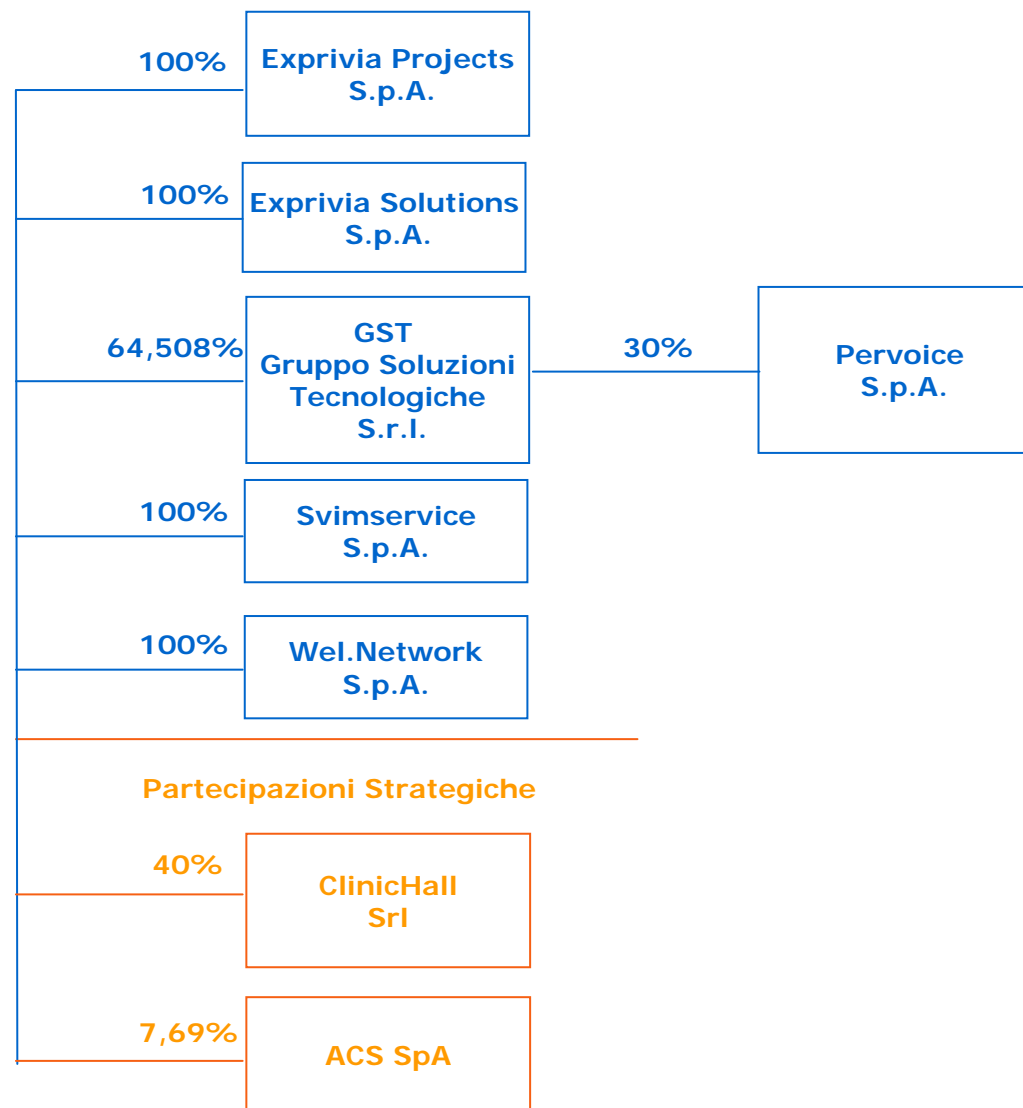 100%
Exprivia Projects
S.p.A.
100%
Exprivia Solutions
S.p.A.
64,508%
GST
Gruppo Soluzioni
Tecnologiche
S.r.l.
30%
Pervoice
S.p.A.
100%
Svimservice
S.p.A.
100%
Wel.Network
S.p.A.
Partecipazioni Strategiche
40%
ClinicHall
Srl
7,69%
ACS SpA